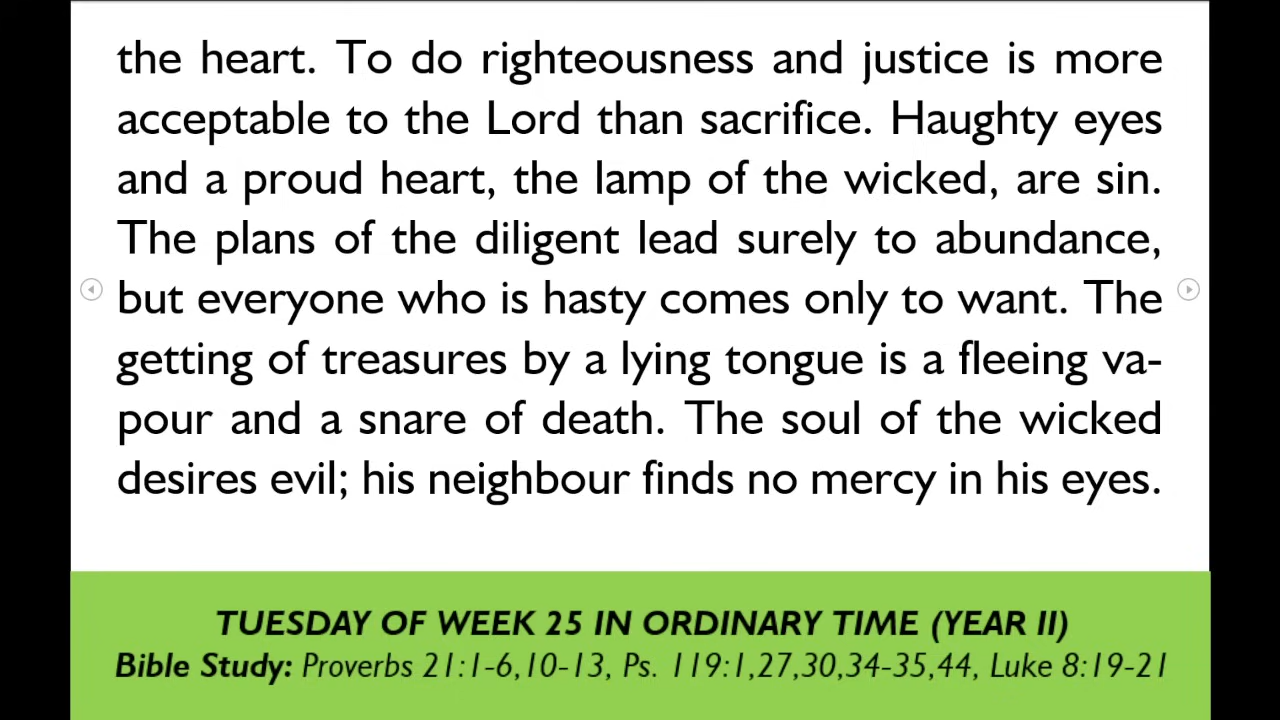 the heart. To do righteousness and justice is more
acceptable to the Lord than sacrifice. Haughty eyes
and a proud heart, the lamp of the wicked, are sin.
The plans of the diligent lead surely to abundance,
but everyone who is hasty comes only to want. The
getting of treasures by a lying tongue is a fleeing va-
pour and a snare of death. The soul of the wicked
desires evil; his neighbour finds no mercy in his eyes.
TUESDAY OF WEEK 25 IN ORDINARY TIME (YEAR II)
Bible Study: Proverbs 21:1-6,10-13, Ps. 119:1,27,30,34-35,44, Luke 8:19-21